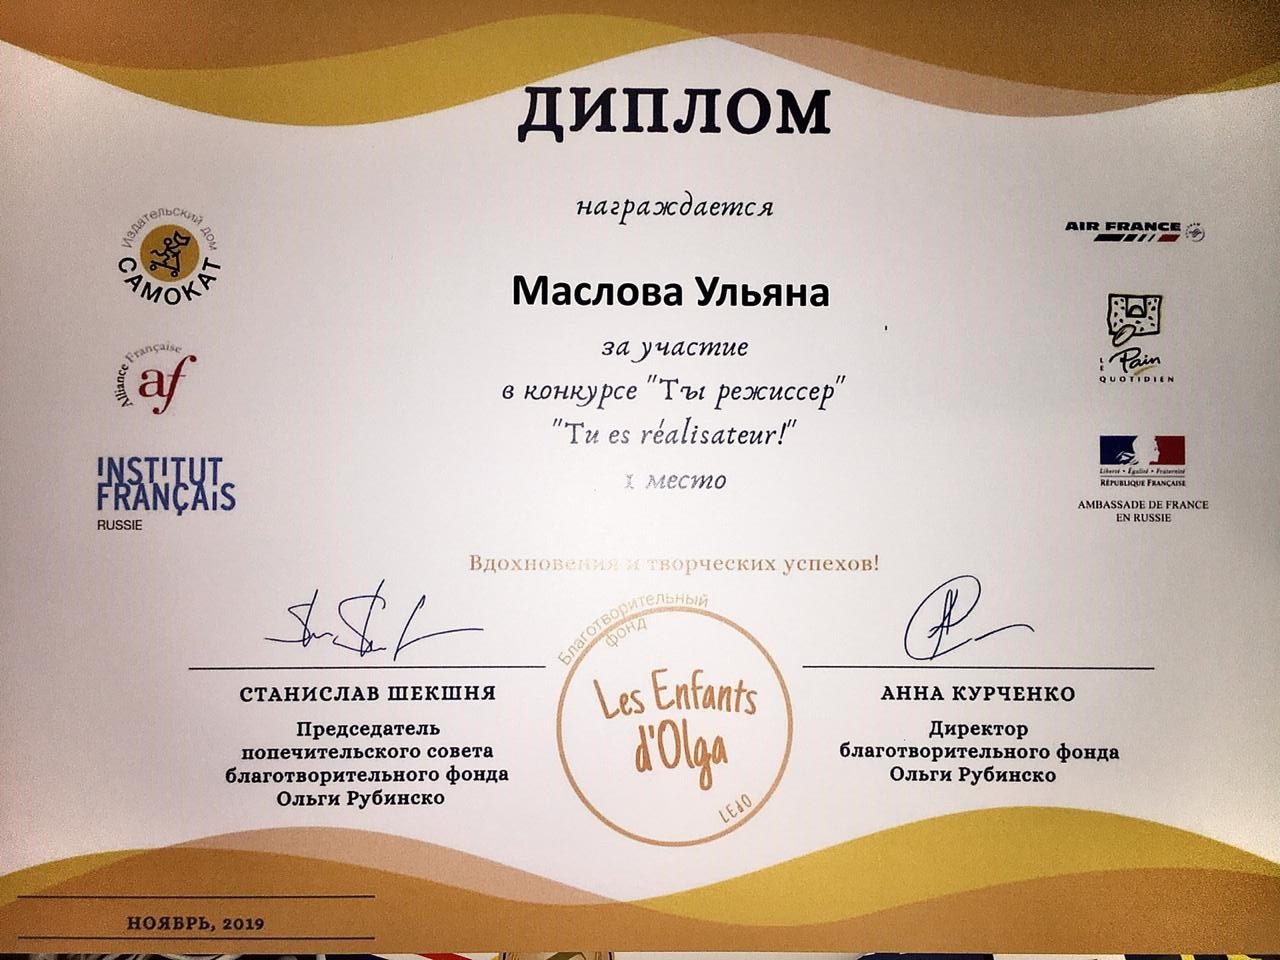 ДИПЛОМ
награждается
Маслова Ульяна
за участие
в конкурсе "Ты режиссер"
"Tu es réalisateur!"
1 место
Вдохновения и творческих успехов!
Издательский дом
САМОКАТ
Alliance Française
af
INSTITUT
FRANÇAIS
RUSSIE
AIR FRANCE
LE Pain
QUOTIDIEN
Liberté • Égalité • Fraternité
RÉPUBLIQUE FRANÇAISE
AMBASSADE DE FRANCE
EN RUSSIE
СТАНИСЛАВ ШЕКШНЯ
Председатель
попечительского совета
благотворительного фонда
Ольги Рубинско
Благотворительный
фонд
Les Enfants
d'Olga
АННА КУРЧЕНКО
Директор
благотворительного фонда
Ольги Рубинско
НОЯБРЬ, 2019